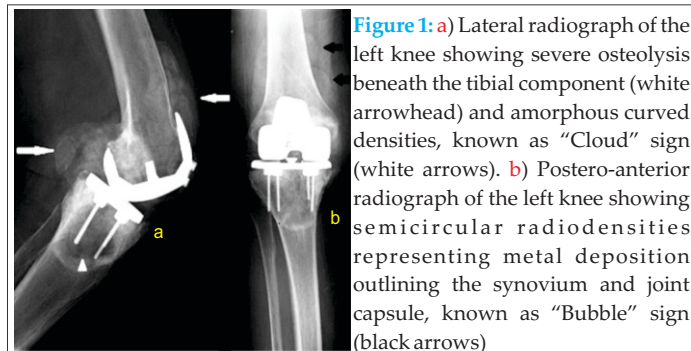 Figure 1: a) Lateral radiograph of the
left knee showing severe osteolysis
beneath the tibial component (white
arrowhead) and amorphous curved
densities, known as “Cloud” sign
(white arrows). b) Postero-anterior
radiograph of the left knee showing
semicircular radiodensities
representing metal deposition
outlining the synovium and joint
capsule, known as “Bubble” sign
(black arrows)
a
b